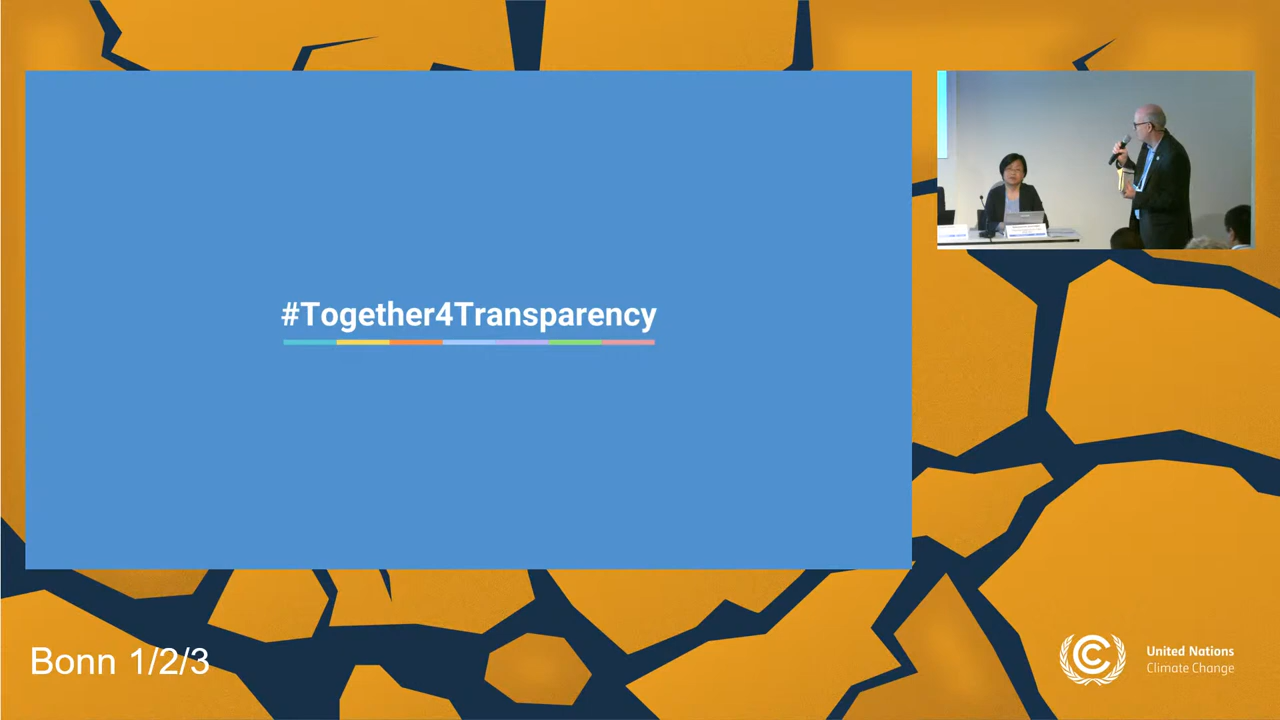 #Together4Transparency
Bonn 1/2/3
United Nations
Climate Change